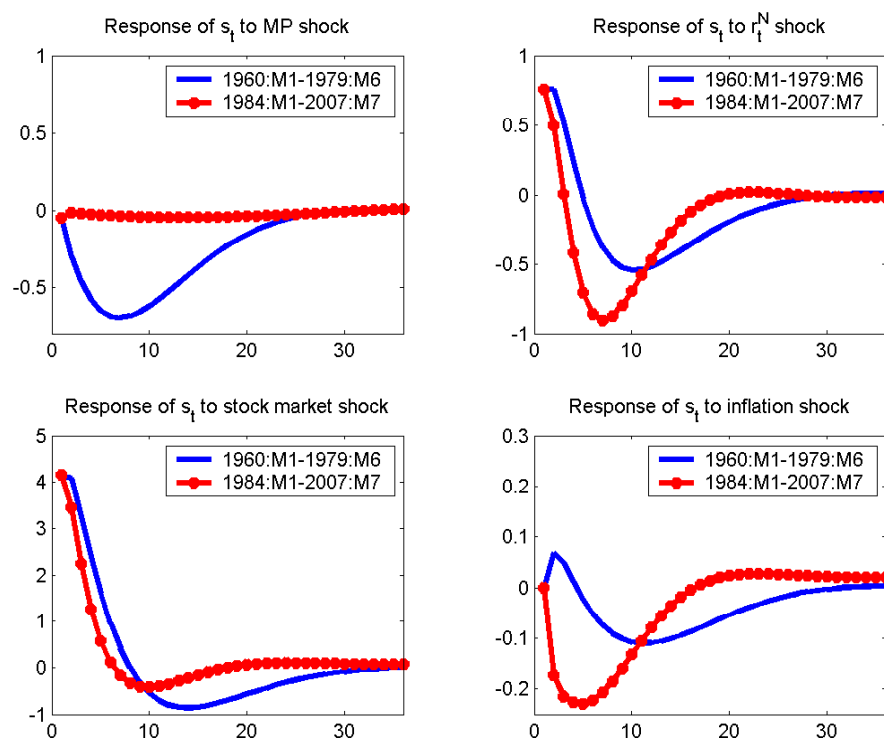 Response of s_t to MP shock
1
0.5
0
-0.5
0 10 20 30
1960:M1-1979:M6
1984:M1-2007:M7
Response of s_t to r_t^N shock
1
0.5
0
-0.5
-1
0 10 20 30
1960:M1-1979:M6
1984:M1-2007:M7
Response of s_t to stock market shock
5
4
3
2
1
0
-1
0 10 20 30
1960:M1-1979:M6
1984:M1-2007:M7
Response of s_t to inflation shock
0.3
0.2
0.1
0
-0.1
-0.2
0 10 20 30
1960:M1-1979:M6
1984:M1-2007:M7